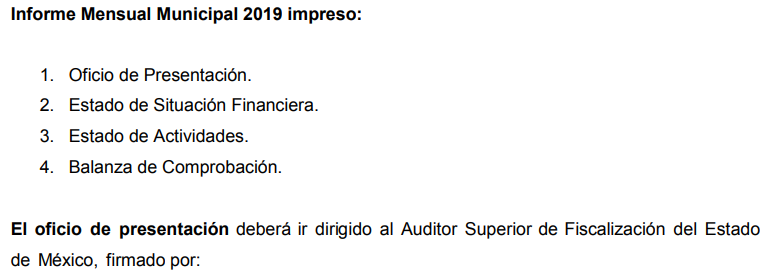 Informe Mensual Municipal 2019 impreso:
1. Oficio de Presentación.
2. Estado de Situación Financiera.
3. Estado de Actividades.
4. Balanza de Comprobación.
El oficio de presentación deberá ir dirigido al Auditor Superior de Fiscalización del Estado
de México, firmado por: